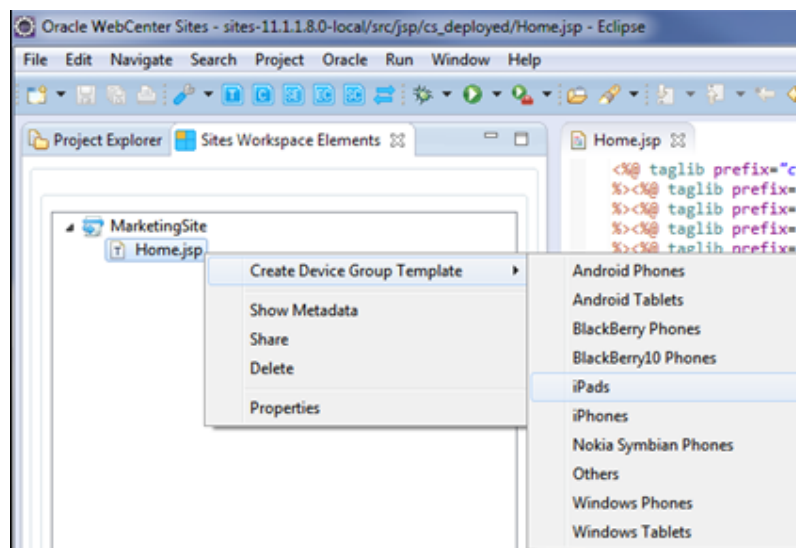 Oracle WebCenter Sites - sites-11.1.1.8.0-local/src/jsp/cs_deployed/Home.jsp - Eclipse
File Edit Navigate Search Project Oracle Run Window Help
Project Explorer Sites Workspace Elements Home.jsp
<%@ taglib prefix="c
%><%@ taglib prefix=
%><%@ taglib prefix=
%><%@ taglib prefix=
%><%@ taglib prefix=
MarketingSite
Home.jsp
Create Device Group Template
Show Metadata
Share
Delete
Properties
Android Phones
Android Tablets
BlackBerry Phones
BlackBerry10 Phones
iPads
iPhones
Nokia Symbian Phones
Others
Windows Phones
Windows Tablets